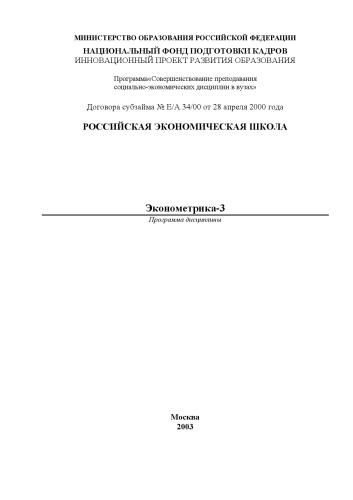 МИНИСТЕРСТВО ОБРАЗОВАНИЯ РОССИЙСКОЙ ФЕДЕРАЦИИ
НАЦИОНАЛЬНЫЙ ФОНД ПОДГОТОВКИ КАДРОВ
ИННОВАЦИОННЫЙ ПРОЕКТ РАЗВИТИЯ ОБРАЗОВАНИЯ
Программа«Совершенствование преподавания
социально-экономических дисциплин в вузах»
Договора субзайма № Е/А 34/00 от 28 апреля 2000 года
РОССИЙСКАЯ ЭКОНОМИЧЕСКАЯ ШКОЛА
Эконометрика-3
Программа дисциплины
Москва
2003